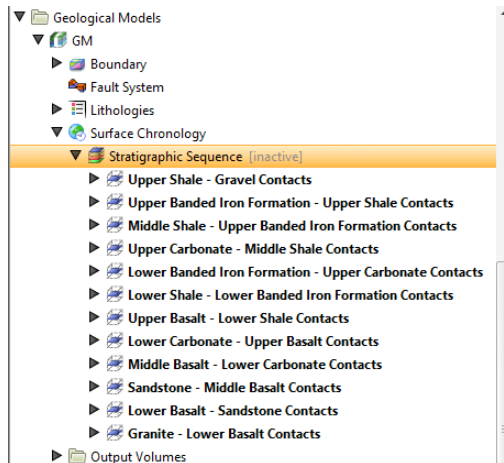 Geological Models
GM
Boundary
Fault System
Lithologies
Surface Chronology
Stratigraphic Sequence [inactive]
Upper Shale - Gravel Contacts
Upper Banded Iron Formation - Upper Shale Contacts
Middle Shale - Upper Banded Iron Formation Contacts
Upper Carbonate - Middle Shale Contacts
Lower Banded Iron Formation - Upper Carbonate Contacts
Lower Shale - Lower Banded Iron Formation Contacts
Upper Basalt - Lower Shale Contacts
Lower Carbonate - Upper Basalt Contacts
Middle Basalt - Lower Carbonate Contacts
Sandstone - Middle Basalt Contacts
Lower Basalt - Sandstone Contacts
Granite - Lower Basalt Contacts
Output Volumes